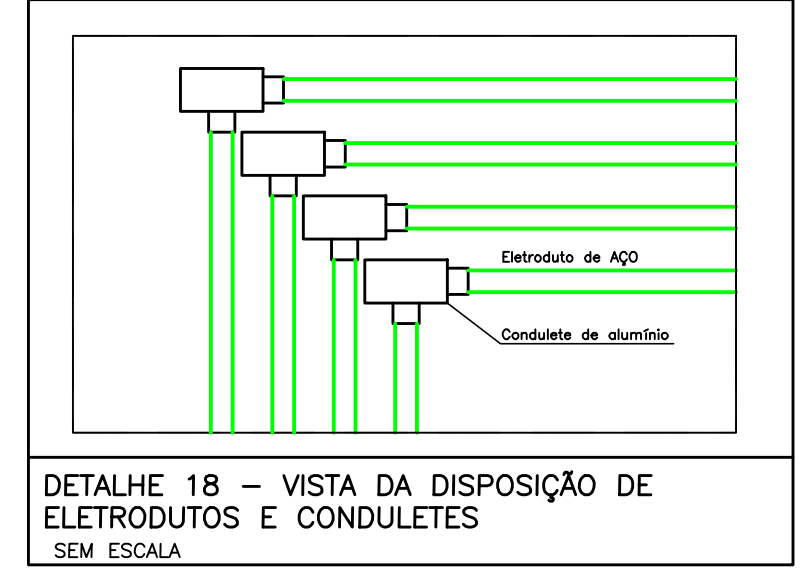 Eletroduto de AÇO
Condulete de alumínio
DETALHE 18 – VISTA DA DISPOSIÇÃO DE
ELETRODUTOS E CONDULETES
SEM ESCALA